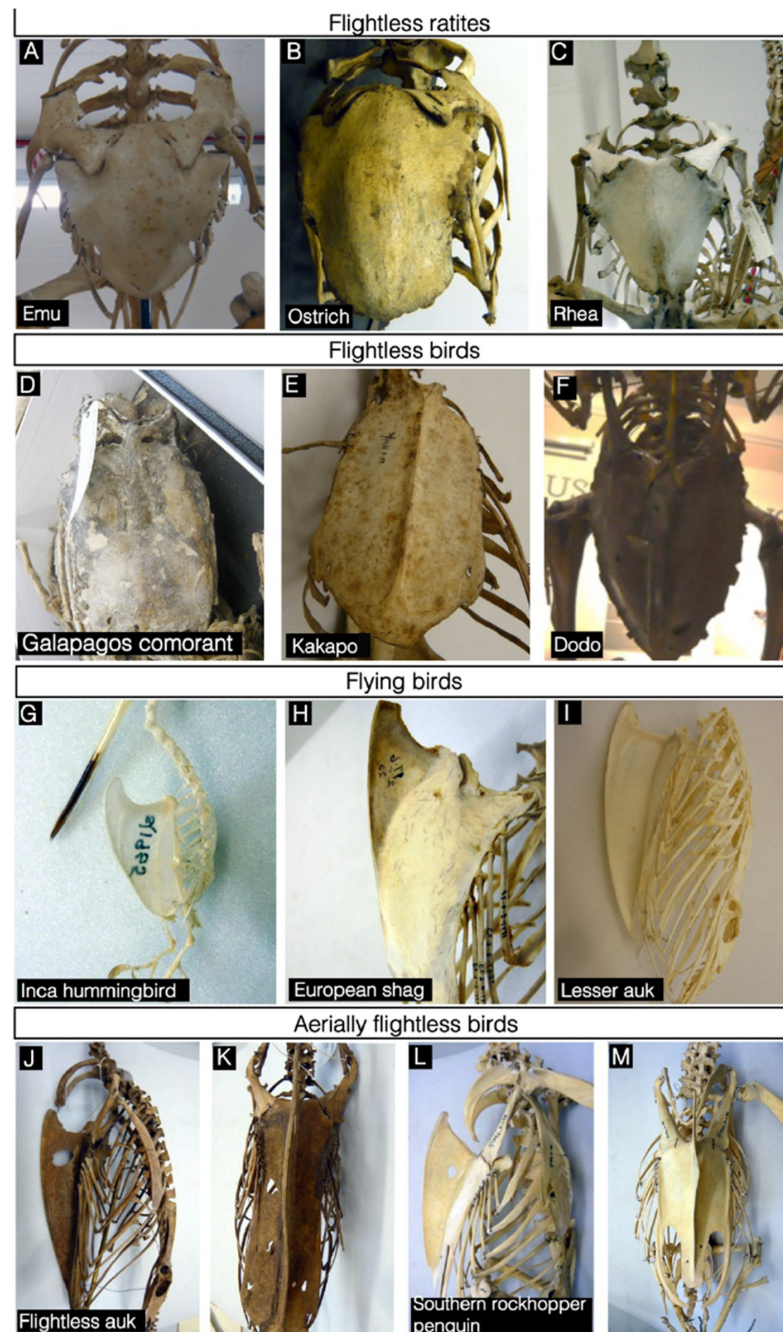 Flightless ratites
A
B
C
Emu
Ostrich
Rhea
Flightless birds
D
E
F
US
Galapagos comorant
Kakapo
Dodo
Flying birds
G
H
I
Inca hummingbird
European shag
Lesser auk
Aerially flightless birds
J
K
L
M
Flightless auk
Southern rockhopper
penguin